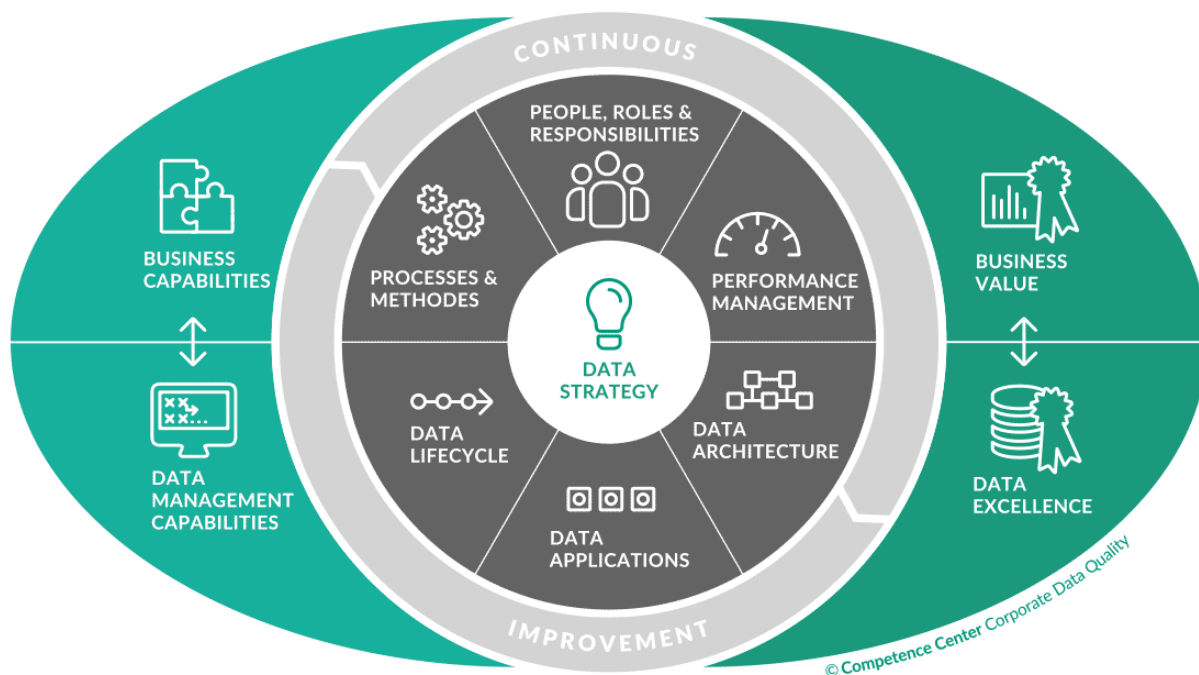 CONTINUOUS
PEOPLE, ROLES &
RESPONSIBILITIES
BUSINESS
CAPABILITIES
PROCESSES &
METHODES
PERFORMANCE
MANAGEMENT
BUSINESS
VALUE
DATA
STRATEGY
DATA
MANAGEMENT
CAPABILITIES
DATA
LIFECYCLE
DATA
ARCHITECTURE
DATA
EXCELLENCE
DATA
APPLICATIONS
IMPROVEMENT
© Competence Center Corporate Data Quality